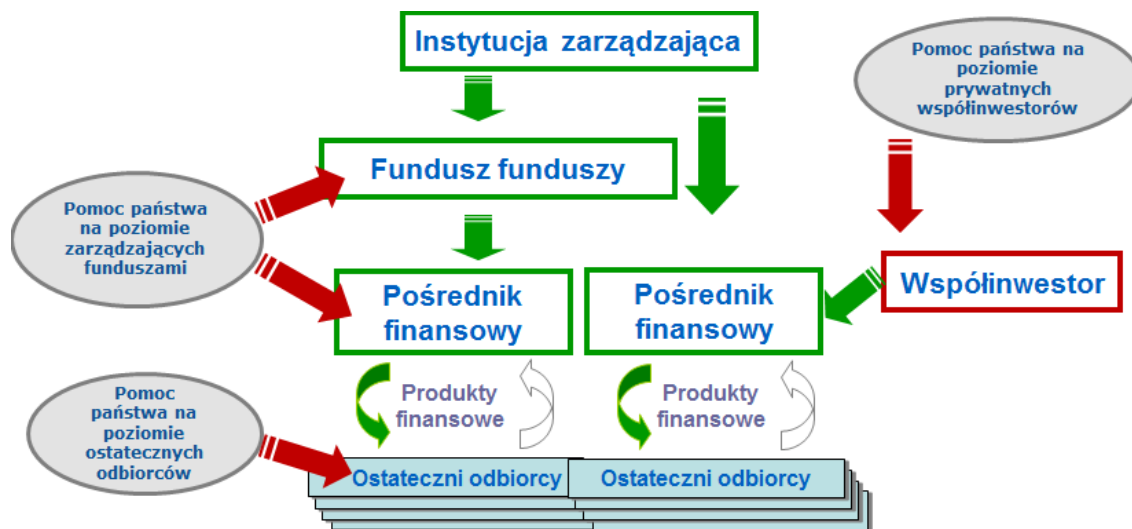 Instytucja zarządzająca
Pomoc państwa na
poziomie
prywatnych
współinwestorów
Fundusz funduszy
Pomoc państwa
na poziomie
zarządzających
funduszami
Pośrednik
finansowy
Pośrednik
finansowy
Współinwestor
Produkty
finansowe
Produkty
finansowe
Pomoc
państwa na
poziomie
ostatecznych
odbiorców
Ostateczni odbiorcy
Ostateczni odbiorcy